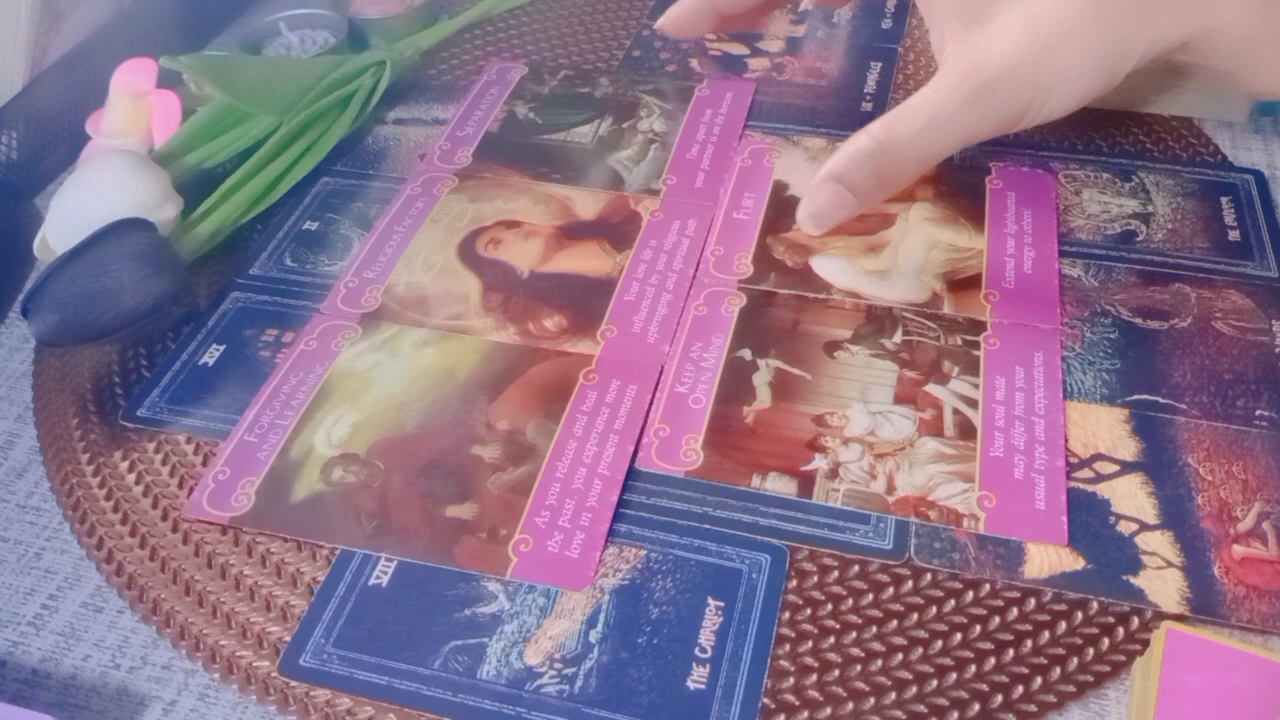 SEPARATION
Time apart from
your partner is on the horizon
RELIGIOUS FACTORS
Your love life is
influenced by your religious
upbringing and spiritual path
FORGIVING
AND LEARNING
As you release and heal
the past, you experience more
love in your present moments
FLIRT
Extend your lighthearted
energy to others!
KEEP AN
OPEN MIND
Your soul mate
may differ from your
usual type and expectations.
II
VII
THE CHARIOT
SIX of PENTACLES